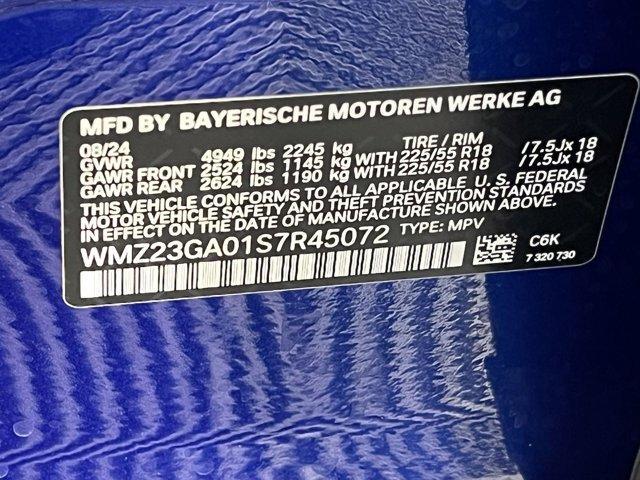 MFD BY BAYERISCHE MOTOREN WERKE AG
08/24 TIRE / RIM
GVWR 4949 lbs 2245 kg
GAWR FRONT 2524 lbs 1145 kg WITH 225/55 R18 /7.5Jx 18
GAWR REAR 2624 lbs 1190 kg WITH 225/55 R18 /7.5Jx 18
THIS VEHICLE CONFORMS TO ALL APPLICABLE U. S. FEDERAL
MOTOR VEHICLE SAFETY AND THEFT PREVENTION STANDARDS
IN EFFECT ON THE DATE OF MANUFACTURE SHOWN ABOVE.
WMZ23GA01S7R45072 TYPE: MPV
C6K
7 320 730